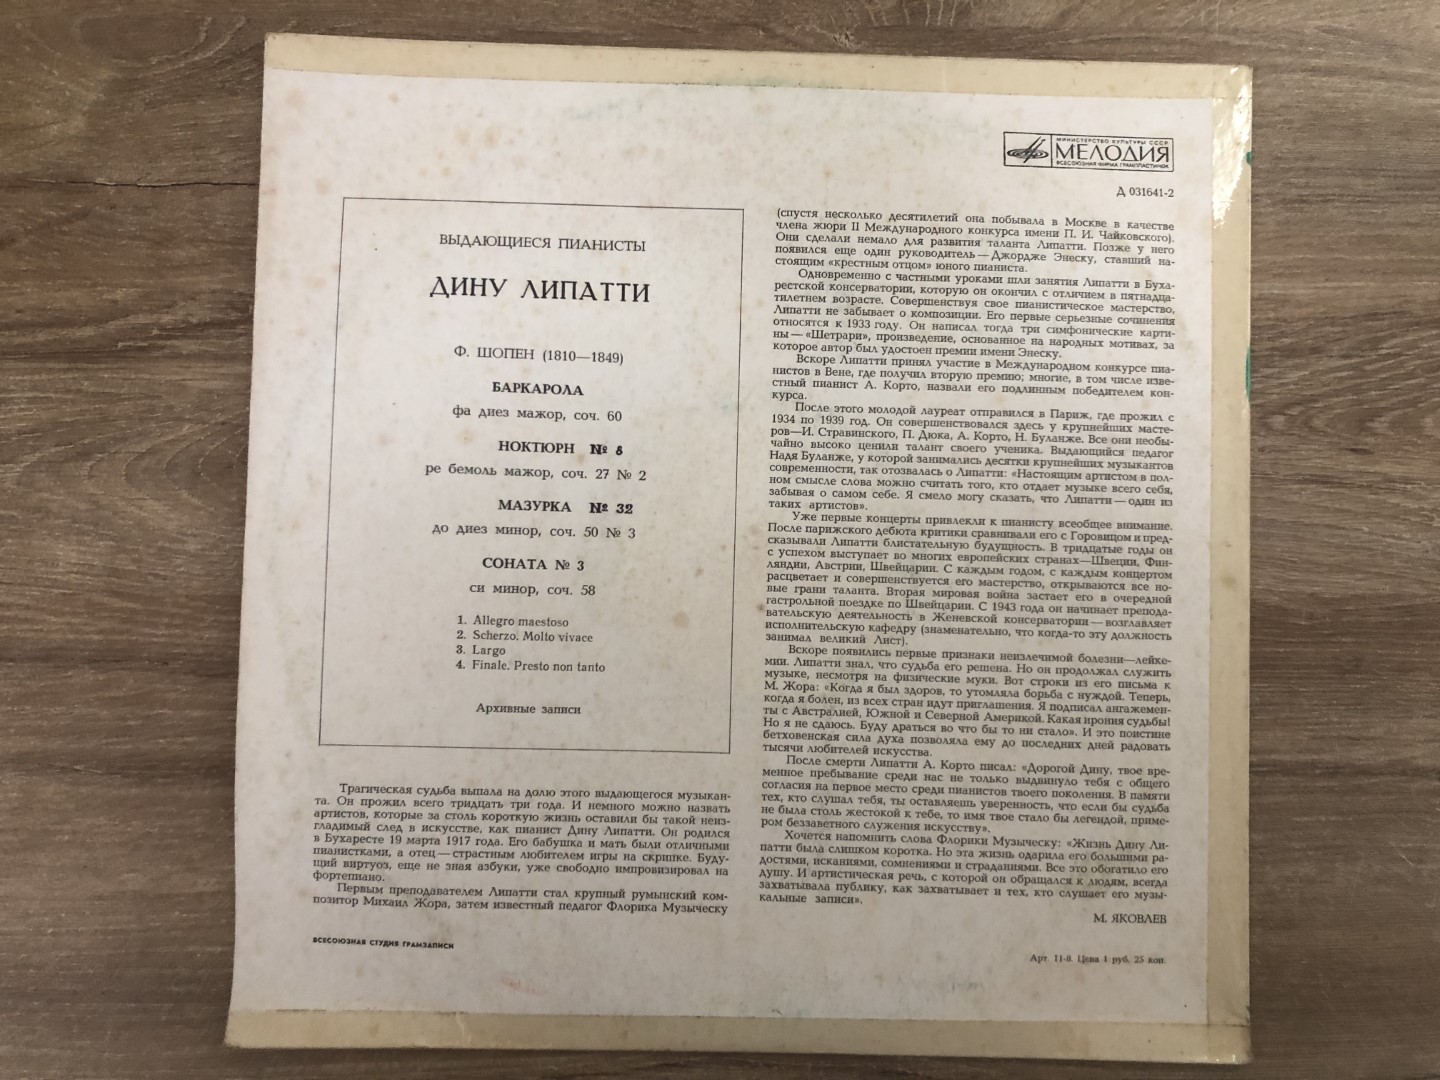 МИНИСТЕРСТВО КУЛЬТУРЫ СССР
МЕЛОДИЯ
ВСЕСОЮЗНАЯ ФИРМА ГРАМПЛАСТИНОК
Д 031641-2
ВЫДАЮЩИЕСЯ ПИАНИСТЫ
ДИНУ ЛИПАТТИ
Ф. ШОПЕН (1810—1849)
БАРКАРОЛА
фа диез мажор, соч. 60
НОКТЮРН № 8
ре бемоль мажор, соч. 27 № 2
МАЗУРКА № 32
до диез минор, соч. 50 № 3
СОНАТА № 3
си минор, соч. 58
1. Allegro maestoso
2. Scherzo. Molto vivace
3. Largo
4. Finale. Presto non tanto
Архивные записи
Трагическая судьба выпала на долю этого выдающегося музыкан-
та. Он прожил всего тридцать три года. И немного можно назвать
артистов, которые за столь короткую жизнь оставили бы такой неиз-
гладимый след в искусстве, как пианист Дину Липатти. Он родился
в Бухаресте 19 марта 1917 года. Его бабушка и мать были отличными
пианистками, а отец — страстным любителем игры на скрипке. Буду-
щий виртуоз, еще не зная азбуки, уже свободно импровизировал на
фортепиано.
Первым преподавателем Липатти стал крупный румынский ком-
позитор Михаил Жора, затем известный педагог Флорика Музыческу
(спустя несколько десятилетий она побывала в Москве в качестве
члена жюри II Международного конкурса имени П. И. Чайковского).
Они сделали немало для развития таланта Липатти. Позже у него
появился еще один руководитель — Джордже Энеску, ставший на-
стоящим «крестным отцом» юного пианиста.
Одновременно с частными уроками шли занятия Липатти в Буха-
рестской консерватории, которую он окончил с отличием в пятнадца-
тилетнем возрасте. Совершенствуя свое пианистическое мастерство,
Липатти не забывает о композиции. Его первые серьезные сочинения
относятся к 1933 году. Он написал тогда три симфонические карти-
ны — «Шетрари», произведение, основанное на народных мотивах, за
которое автор был удостоен премии имени Энеску.
Вскоре Липатти принял участие в Международном конкурсе пиа-
нистов в Вене, где получил вторую премию; многие, в том числе изве-
стный пианист А. Корто, назвали его подлинным победителем кон-
курса.
После этого молодой лауреат отправился в Париж, где прожил с
1934 по 1939 год. Он совершенствовался здесь у крупнейших масте-
ров—И. Стравинского, П. Дюка, А. Корто, Н. Буланже. Все они необы-
чайно высоко ценили талант своего ученика. Выдающийся педагог
Надя Буланже, у которой занимались десятки крупнейших музыкантов
современности, так отозвалась о Липатти: «Настоящим артистом в пол-
ном смысле слова можно считать того, кто отдает музыке всего себя,
забывая о самом себе. Я смело могу сказать, что Липатти — один из
таких артистов».
Уже первые концерты привлекли к пианисту всеобщее внимание.
После парижского дебюта критики сравнивали его с Горовицом и пред-
сказывали Липатти блистательную будущность. В тридцатые годы он
с успехом выступает во многих европейских странах—Швеции, Фин-
ляндии, Австрии, Швейцарии. С каждым годом, с каждым концертом
расцветает и совершенствуется его мастерство, открываются все но-
вые грани таланта. Вторая мировая война застает его в очередной
гастрольной поездке по Швейцарии. С 1943 года он начинает препода-
вательскую деятельность в Женевской консерватории — возглавляет
исполнительскую кафедру (знаменательно, что когда-то эту должность
занимал великий Лист).
Вскоре появились первые признаки неизлечимой болезни—лейке-
мии. Липатти знал, что судьба его решена. Но он продолжал служить
музыке, несмотря на физические муки. Вот строки из его письма к
М. Жора: «Когда я был здоров, то утомляла борьба с нуждой. Теперь,
когда я болен, из всех стран идут приглашения. Я подписал ангажемен-
ты с Австралией, Южной и Северной Америкой. Какая ирония судьбы!
Но я не сдаюсь. Буду драться во что бы то ни стало». И это поистине
бетховенская сила духа позволяла ему до последних дней радовать
тысячи любителей искусства.
После смерти Липатти А. Корто писал: «Дорогой Дину, твое вре-
менное пребывание среди нас не только выдвинуло тебя с общего
согласия на первое место среди пианистов твоего поколения. В памяти
тех, кто слушал тебя, ты оставляешь уверенность, что если бы судьба
не была столь жестокой к тебе, то имя твое стало бы легендой, приме-
ром беззаветного служения искусству».
Хочется напомнить слова Флорики Музыческу: «Жизнь Дину Ли-
патти была слишком коротка. Но эта жизнь одарила его большими ра-
достями, исканиями, сомнениями и страданиями. Все это обогатило его
душу. И артистическая речь, с которой он обращался к людям, всегда
захватывала публику, как захватывает и тех, кто слушает его музы-
кальные записи».
М. ЯКОВЛЕВ
ВСЕСОЮЗНАЯ СТУДИЯ ГРАМЗАПИСИ
Арт. 11-8. Цена 1 руб. 25 коп.